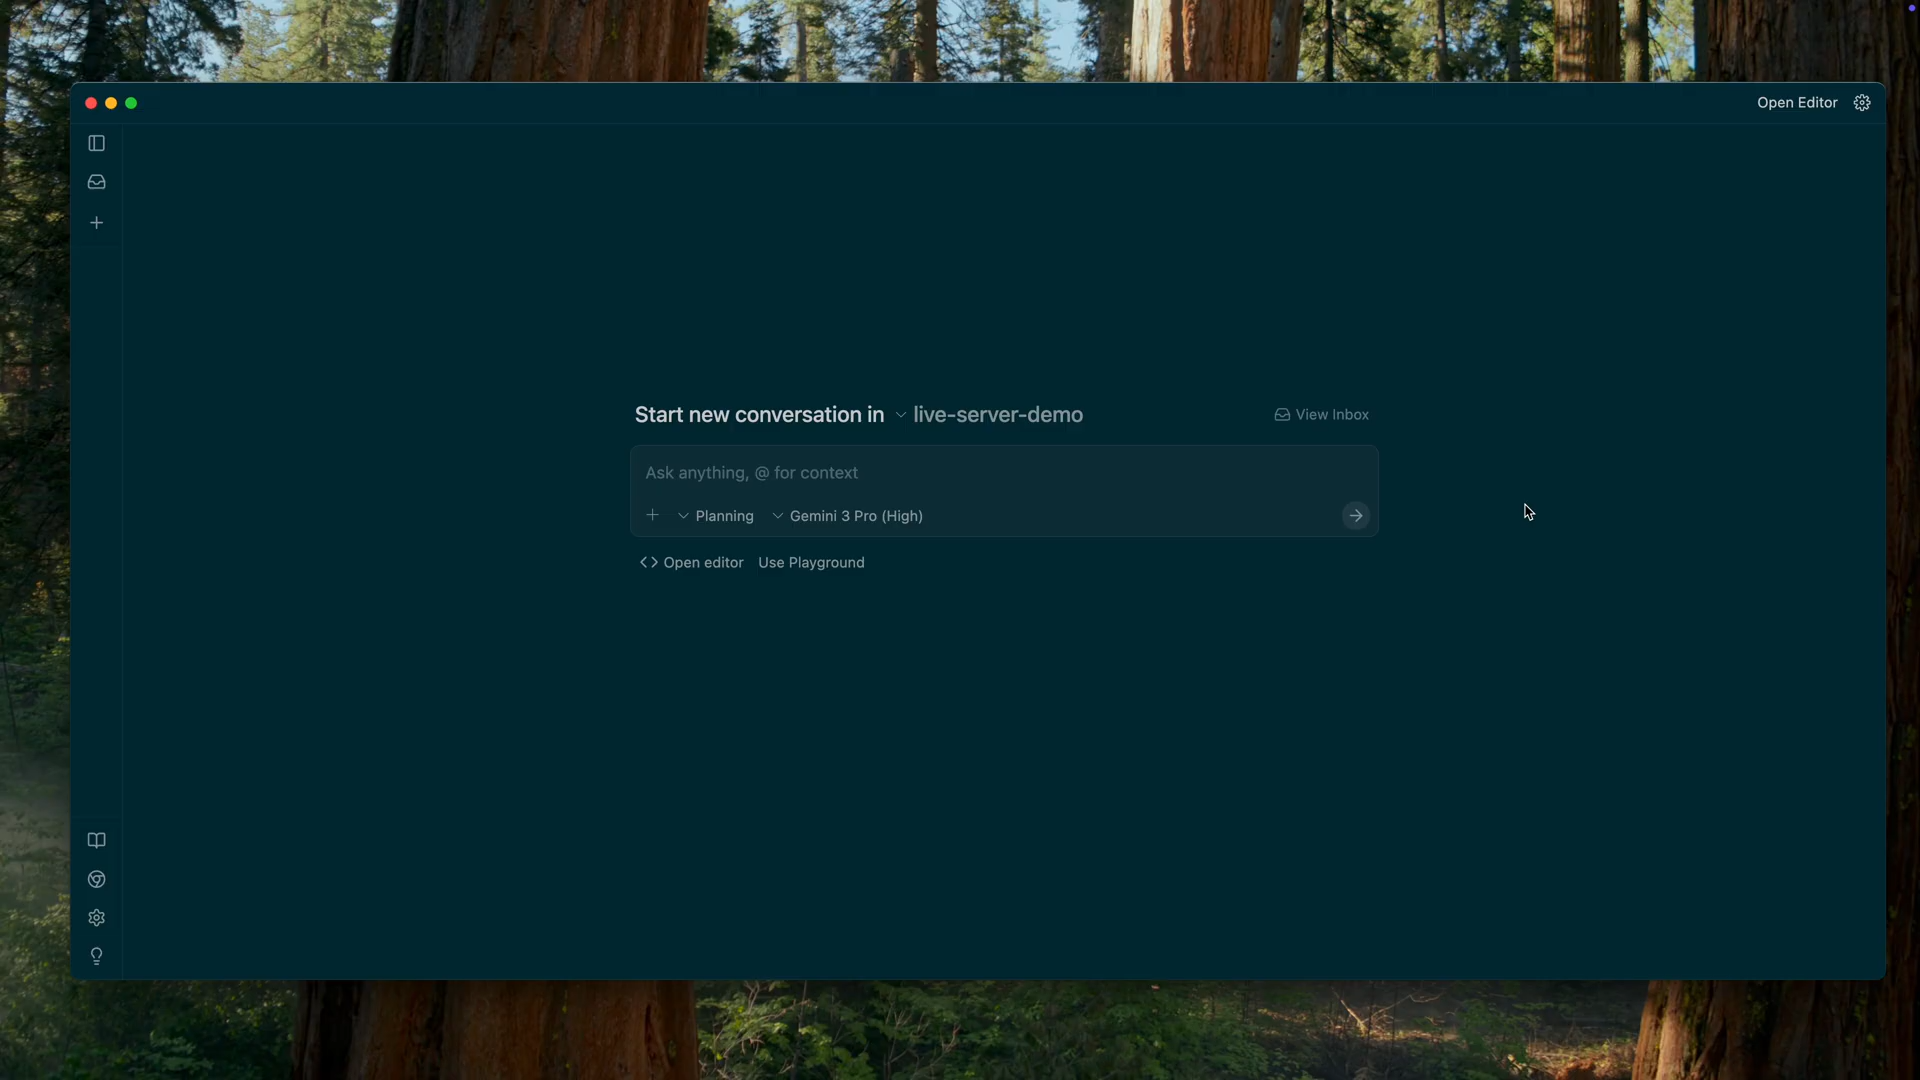 Open Editor
Start new conversation in live-server-demo
View Inbox
Ask anything, @ for context
Planning Gemini 3 Pro (High)
Open editor Use Playground